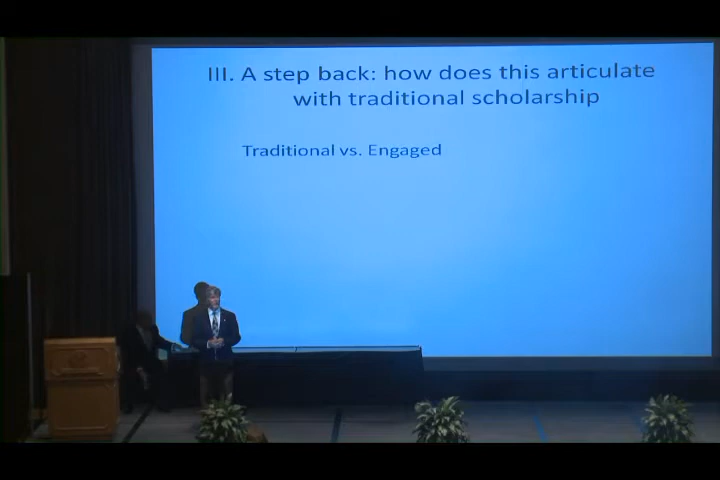 III. A step back: how does this articulate
with traditional scholarship
Traditional vs. Engaged